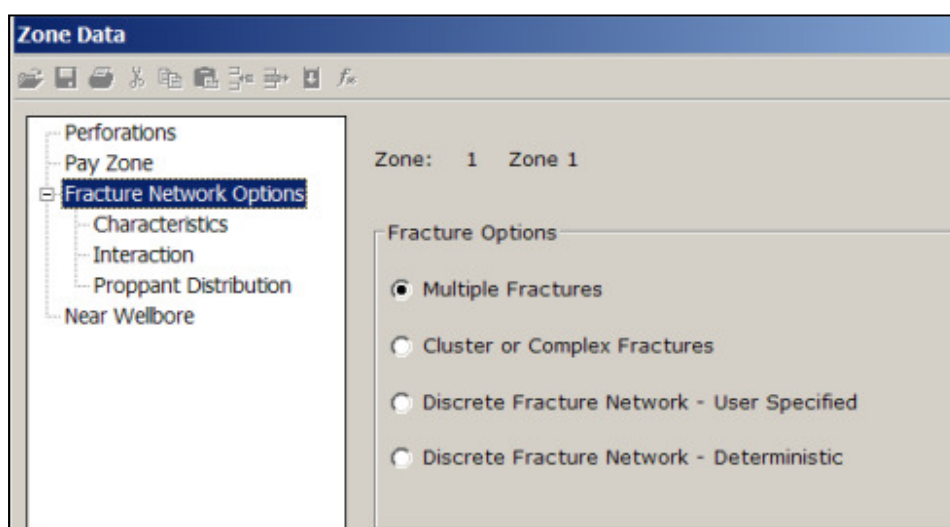 Zone Data
Perforations
Pay Zone
Fracture Network Options
Characteristics
Interaction
Proppant Distribution
Near Wellbore
Zone: 1 Zone 1
Fracture Options
Multiple Fractures
Cluster or Complex Fractures
Discrete Fracture Network - User Specified
Discrete Fracture Network - Deterministic